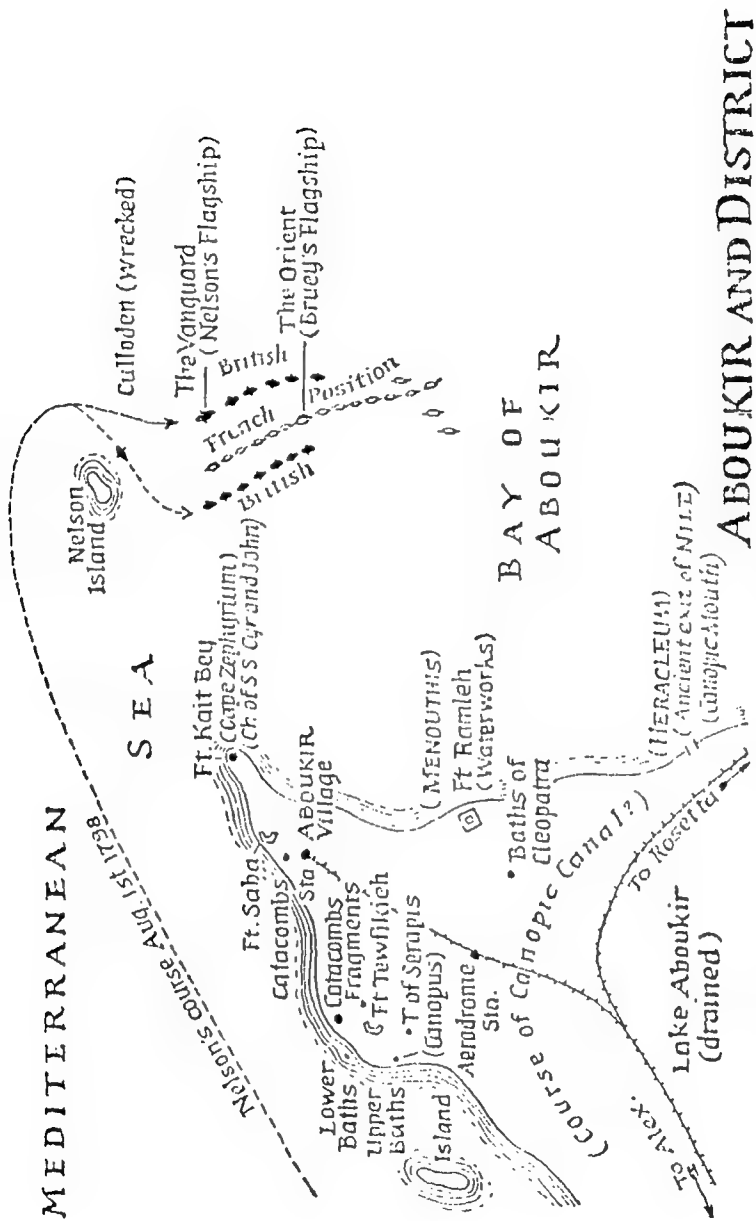 MEDITERRANEAN
SEA
Nelson's course Aug. 1st 1798
Nelson
Island
Culloden (wrecked)
The Vanguard
(Nelson's Flagship)
British
French
Position
British
The Orient
(Bruey's Flagship)
Ft. Kait Bey
(Cape Zephyrium)
(Ch of SS Cyr and John)
BAY OF
ABOUKIR
Ft. Saba
Catacombs
Sta
ABOUKIR
Village
Catacombs
Fragments
Ft Tewfikieh
Lower
Baths
Upper
Baths
T of Serapis
(Canopus)
Island
Aerodrome
Sta.
(MENOUTHIS)
Ft Ramleh
(Waterworks)
Baths of
Cleopatra
(HERACLEUM)
(Ancient exit of NILE)
(Canopic Mouth)
(Course of Canopic Canal?)
To Rosetta
To Alex.
Lake Aboukir
(drained)
ABOUKIR AND DISTRICT